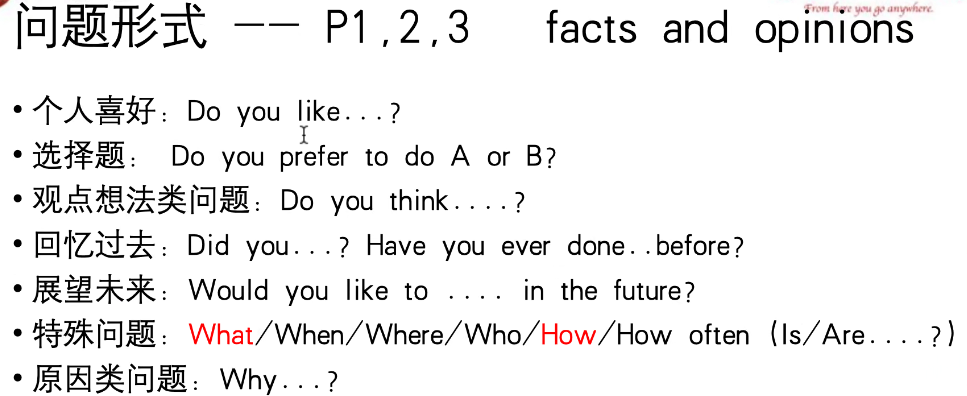 From here you go anywhere.
问题形式 —— P1,2,3 facts and opinions
• 个人喜好：Do you like...?
• 选择题： Do you prefer to do A or B?
• 观点想法类问题：Do you think....?
• 回忆过去：Did you...? Have you ever done..before?
• 展望未来：Would you like to .... in the future?
• 特殊问题：What/When/Where/Who/How/How often (Is/Are....?)
• 原因类问题：Why...?